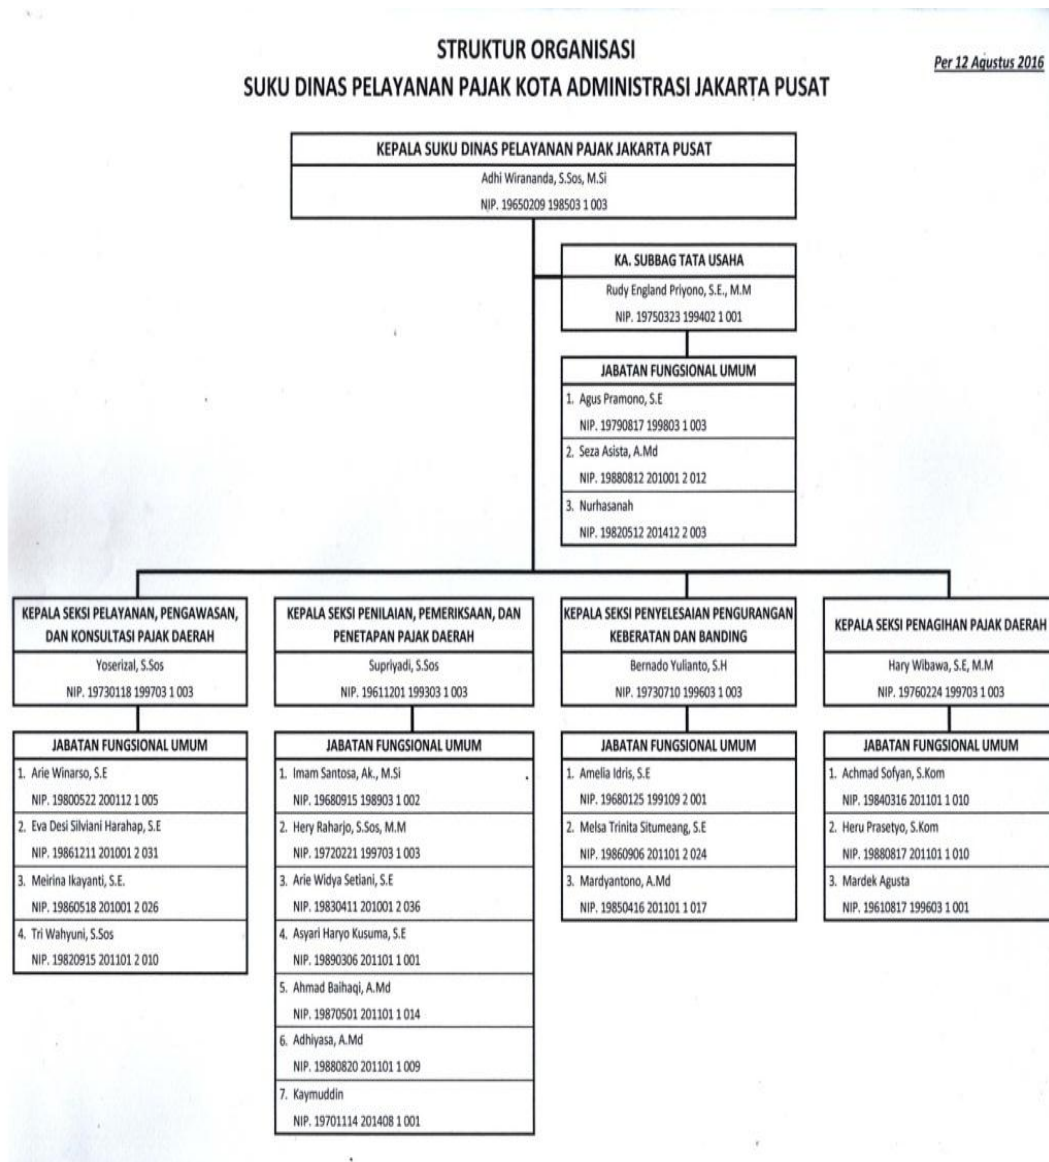 STRUKTUR ORGANISASI
SUKU DINAS PELAYANAN PAJAK KOTA ADMINISTRASI JAKARTA PUSAT
Per 12 Agustus 2016
KEPALA SUKU DINAS PELAYANAN PAJAK JAKARTA PUSAT
Adhi Wirananda, S.Sos, M.Si
NIP. 19650209 198503 1 003
KA. SUBBAG TATA USAHA
Rudy England Priyono, S.E., M.M
NIP. 19750323 199402 1 001
JABATAN FUNGSIONAL UMUM
1. Agus Pramono, S.E
NIP. 19790817 199803 1 003
2. Seza Asista, A.Md
NIP. 19880812 201001 2 012
3. Nurhasanah
NIP. 19820512 201412 2 003
KEPALA SEKSI PELAYANAN, PENGAWASAN,
DAN KONSULTASI PAJAK DAERAH
Yoserizal, S.Sos
NIP. 19730118 199703 1 003
JABATAN FUNGSIONAL UMUM
1. Arie Winarso, S.E
NIP. 19800522 200112 1 005
2. Eva Desi Silviani Harahap, S.E
NIP. 19861211 201001 2 031
3. Meirina Ikayanti, S.E.
NIP. 19860518 201001 2 026
4. Tri Wahyuni, S.Sos
NIP. 19820915 201101 2 010
KEPALA SEKSI PENILAIAN, PEMERIKSAAN, DAN
PENETAPAN PAJAK DAERAH
Supriyadi, S.Sos
NIP. 19611201 199303 1 003
JABATAN FUNGSIONAL UMUM
1. Imam Santosa, Ak., M.Si
NIP. 19680915 198903 1 002
2. Hery Raharjo, S.Sos, M.M
NIP. 19720221 199703 1 003
3. Arie Widya Setiani, S.E
NIP. 19830411 201001 2 036
4. Asyari Haryo Kusuma, S.E
NIP. 19890306 201101 1 001
5. Ahmad Baihaqi, A.Md
NIP. 19870501 201101 1 014
6. Adhiyasa, A.Md
NIP. 19880820 201101 1 009
7. Kaymuddin
NIP. 19701114 201408 1 001
KEPALA SEKSI PENYELESAIAN PENGURANGAN
KEBERATAN DAN BANDING
Bernado Yulianto, S.H
NIP. 19730710 199603 1 003
JABATAN FUNGSIONAL UMUM
1. Amelia Idris, S.E
NIP. 19680125 199109 2 001
2. Melsa Trinita Situmeang, S.E
NIP. 19860906 201101 2 024
3. Mardyantono, A.Md
NIP. 19850416 201101 1 017
KEPALA SEKSI PENAGIHAN PAJAK DAERAH
Hary Wibawa, S.E, M.M
NIP. 19760224 199703 1 003
JABATAN FUNGSIONAL UMUM
1. Achmad Sofyan, S.Kom
NIP. 19840316 201101 1 010
2. Heru Prasetyo, S.Kom
NIP. 19880817 201101 1 010
3. Mardek Agusta
NIP. 19610817 199603 1 001